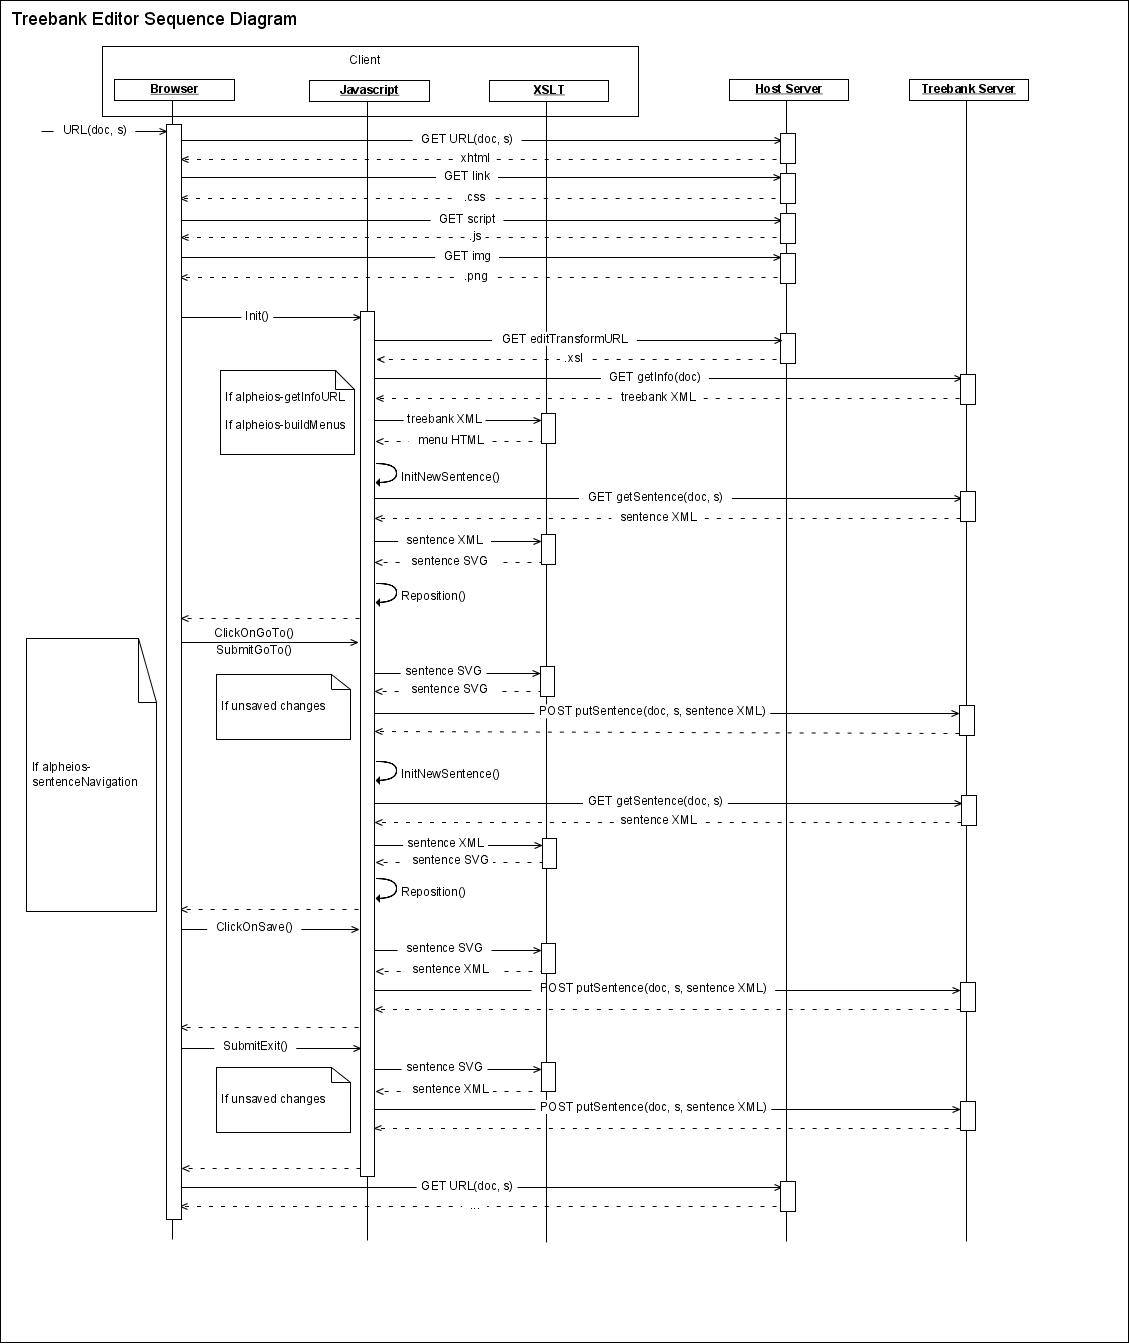 Treebank Editor Sequence Diagram
Client
Browser
Javascript
XSLT
Host Server
Treebank Server
URL(doc, s)
GET URL(doc, s)
xhtml
GET link
.css
GET script
.js
GET img
.png
Init()
GET editTransformURL
.xsl
GET getInfo(doc)
If alpheios-getInfoURL
treebank XML
treebank XML
If alpheios-buildMenus
menu HTML
InitNewSentence()
GET getSentence(doc, s)
sentence XML
sentence XML
sentence SVG
Reposition()
ClickOnGoTo()
SubmitGoTo()
sentence SVG
sentence SVG
If unsaved changes
POST putSentence(doc, s, sentence XML)
If alpheios-
sentenceNavigation
InitNewSentence()
GET getSentence(doc, s)
sentence XML
sentence XML
sentence SVG
Reposition()
ClickOnSave()
sentence SVG
sentence XML
POST putSentence(doc, s, sentence XML)
SubmitExit()
sentence SVG
sentence XML
If unsaved changes
POST putSentence(doc, s, sentence XML)
GET URL(doc, s)
...